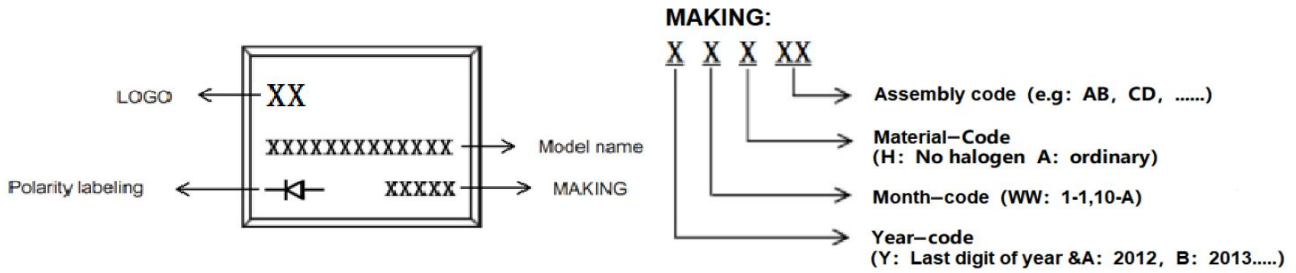 MAKING:
X X X XX
LOGO
XX
Assembly code (e.g: AB, CD, ......)
XXXXXXXXXXXXX
Model name
Material-Code
(H: No halogen A: ordinary)
Polarity labeling
XXXXX
MAKING
Month-code (WW: 1-1,10-A)
Year-code
(Y: Last digit of year &A: 2012, B: 2013.....)